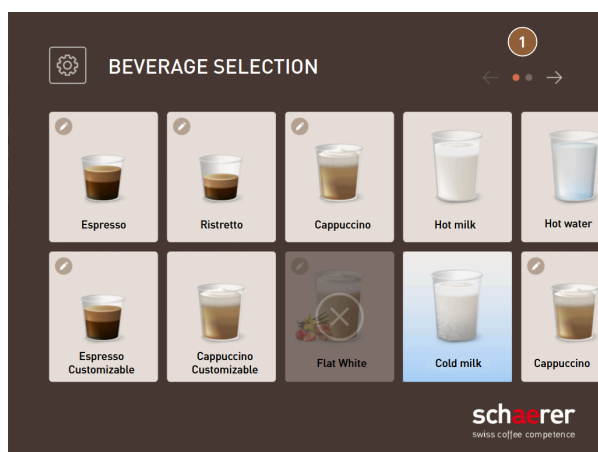 1
BEVERAGE SELECTION
Espresso
Ristretto
Cappuccino
Hot milk
Hot water
Espresso
Customizable
Cappuccino
Customizable
Flat White
Cold milk
Cappuccino
schaerer
swiss coffee competence